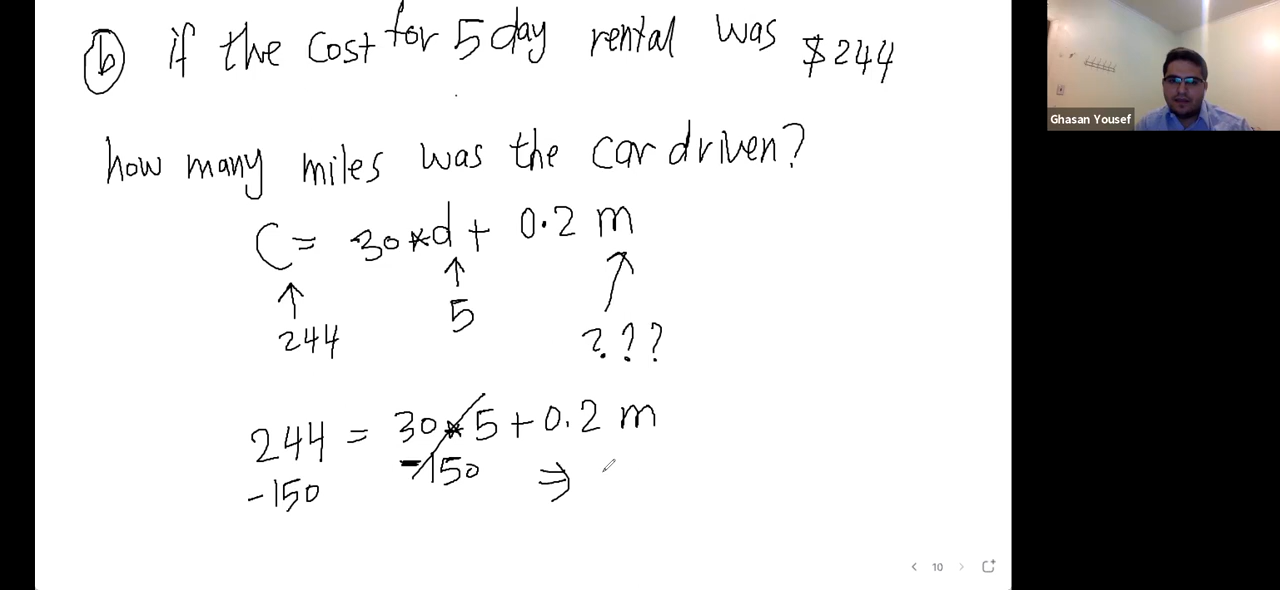 (b) if the cost for 5 day rental was $244
how many miles was the car driven?
C = 30*d + 0.2 m
↑ ↑ ↗
244 5 ???
244 = 30*5 + 0.2 m
-150 -150 ⇒
Ghasan Yousef
< 10 >